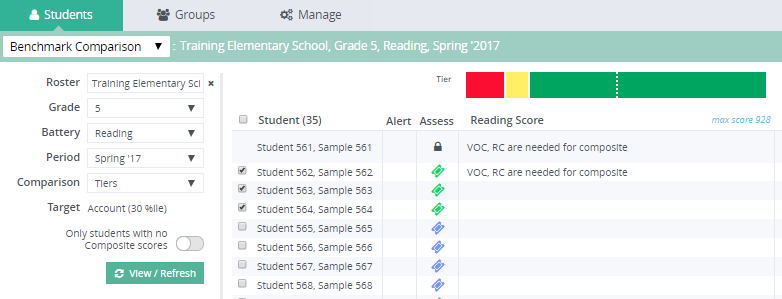 Students Groups Manage
Benchmark Comparison : Training Elementary School, Grade 5, Reading, Spring '2017
Roster Training Elementary Scl ×
Grade 5
Battery Reading
Period Spring '17
Comparison Tiers
Target Account (30 %ile)
Only students with no
Composite scores
View / Refresh
Tier
Student (35) Alert Assess Reading Score max score 928
Student 561, Sample 561 VOC, RC are needed for composite
Student 562, Sample 562 VOC, RC are needed for composite
Student 563, Sample 563
Student 564, Sample 564
Student 565, Sample 565
Student 566, Sample 566
Student 567, Sample 567
Student 568, Sample 568